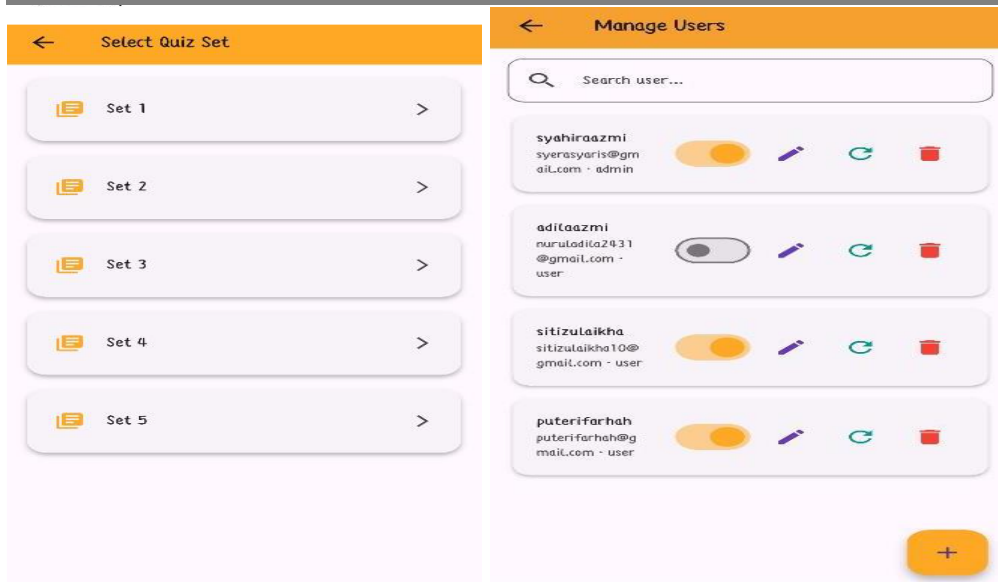 Select Quiz Set
Set 1
Set 2
Set 3
Set 4
Set 5
Manage Users
Search user...
syahiraazmi
syerasyaris@gm
ail.com · admin
adilaazmi
nuruladila2431
@gmail.com ·
user
sitizulaikha
sitizulaikha10@
gmail.com · user
puterifarhah
puterifarhah@g
mail.com · user